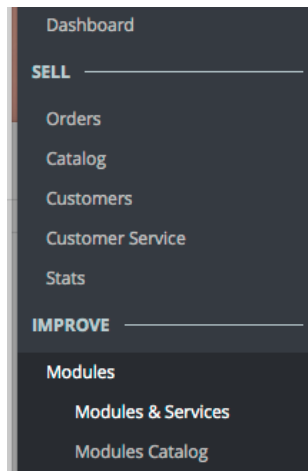 Dashboard
SELL
Orders
Catalog
Customers
Customer Service
Stats
IMPROVE
Modules
Modules & Services
Modules Catalog